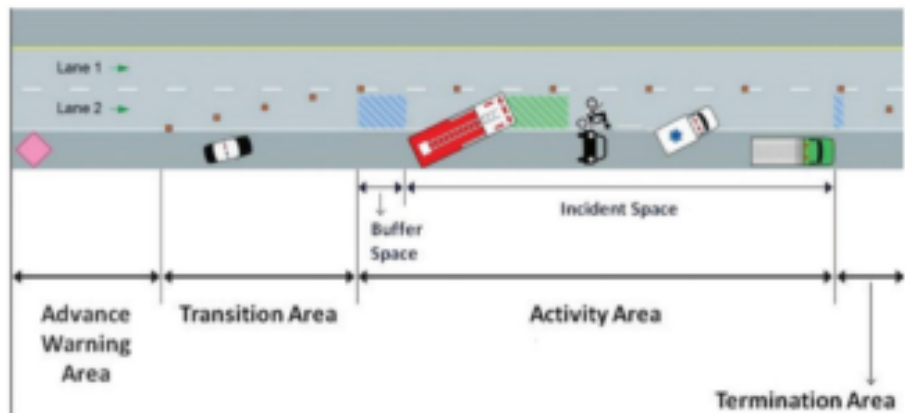 Lane 1
Lane 2
Incident Space
Buffer
Space
Advance
Warning
Area
Transition Area
Activity Area
Termination Area